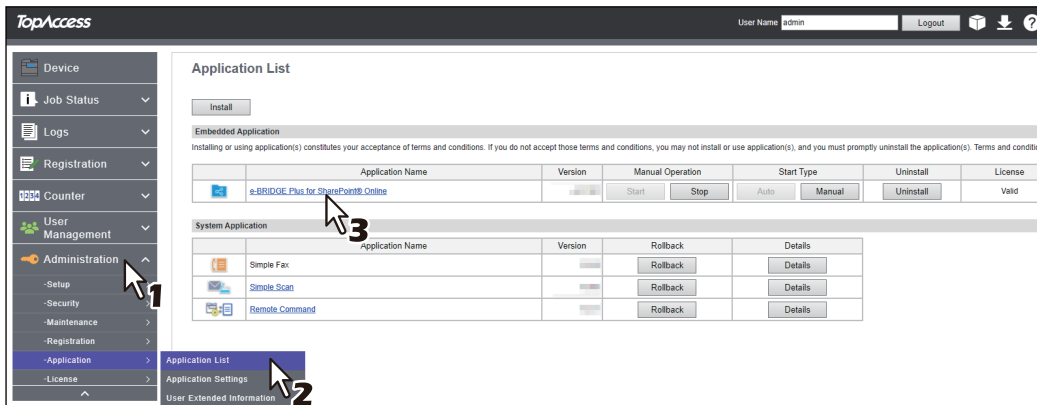 TopAccess
User Name admin Logout ?
Device
Job Status
Logs
Registration
1234 Counter
User
Management
Administration
1
-Setup
-Security
-Maintenance
-Registration
-Application
-License
Application List
2
Application Settings
User Extended Information
Application List
Install
Embedded Application
Installing or using application(s) constitutes your acceptance of terms and conditions. If you do not accept those terms and conditions, you may not install or use application(s), and you must promptly uninstall the application(s). Terms and
Application Name Version Manual Operation Start Type Uninstall License
e-BRIDGE Plus for SharePoint® Online Start Stop Auto Manual Uninstall Valid
3
System Application
Application Name Version Rollback Details
Simple Fax Rollback Details
Simple Scan Rollback Details
Remote Command Rollback Details